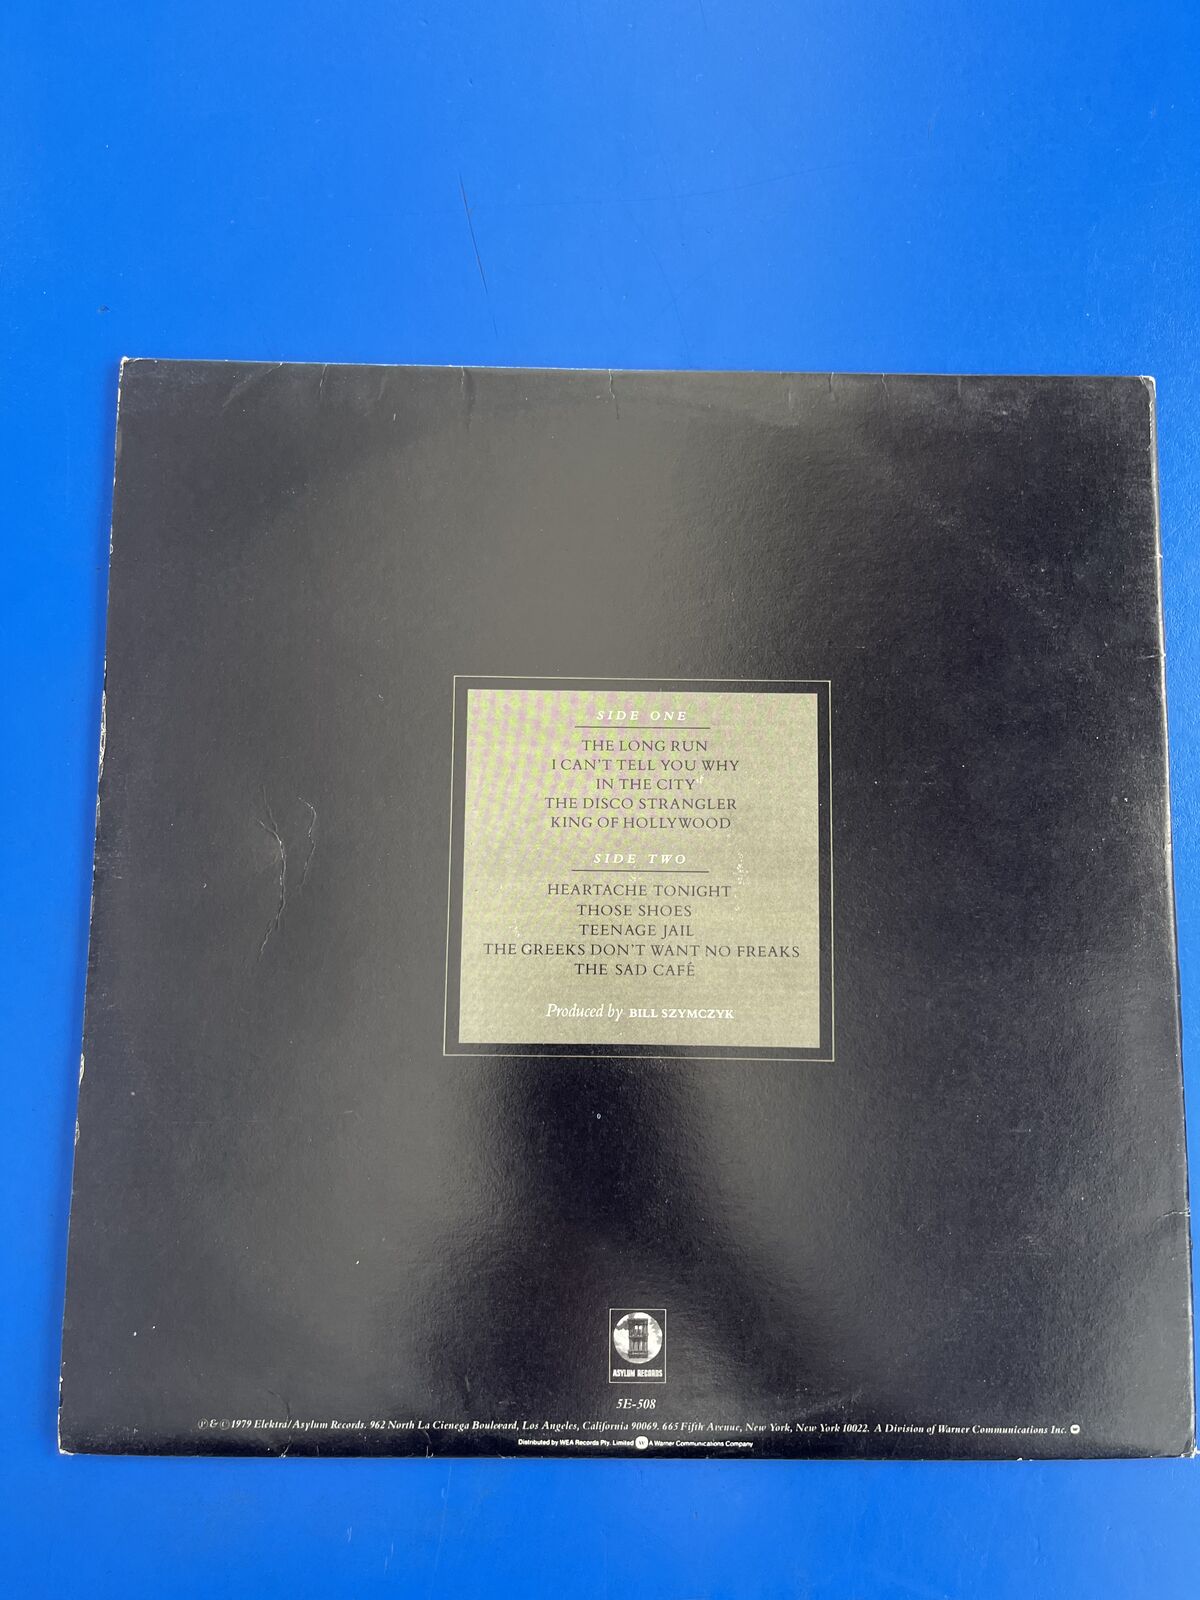 SIDE ONE
THE LONG RUN
I CAN'T TELL YOU WHY
IN THE CITY
THE DISCO STRANGLER
KING OF HOLLYWOOD
SIDE TWO
HEARTACHE TONIGHT
THOSE SHOES
TEENAGE JAIL
THE GREEKS DON'T WANT NO FREAKS
THE SAD CAFÉ
Produced by BILL SZYMCZYK
ASYLUM RECORDS
5E-508
℗ & © 1979 Elektra/Asylum Records. 962 North La Cienega Boulevard, Los Angeles, California 90069. 665 Fifth Avenue, New York, New York 10022. A Division of Warner Communications Inc.
Distributed by WEA Records Pty. Limited A Warner Communications Company